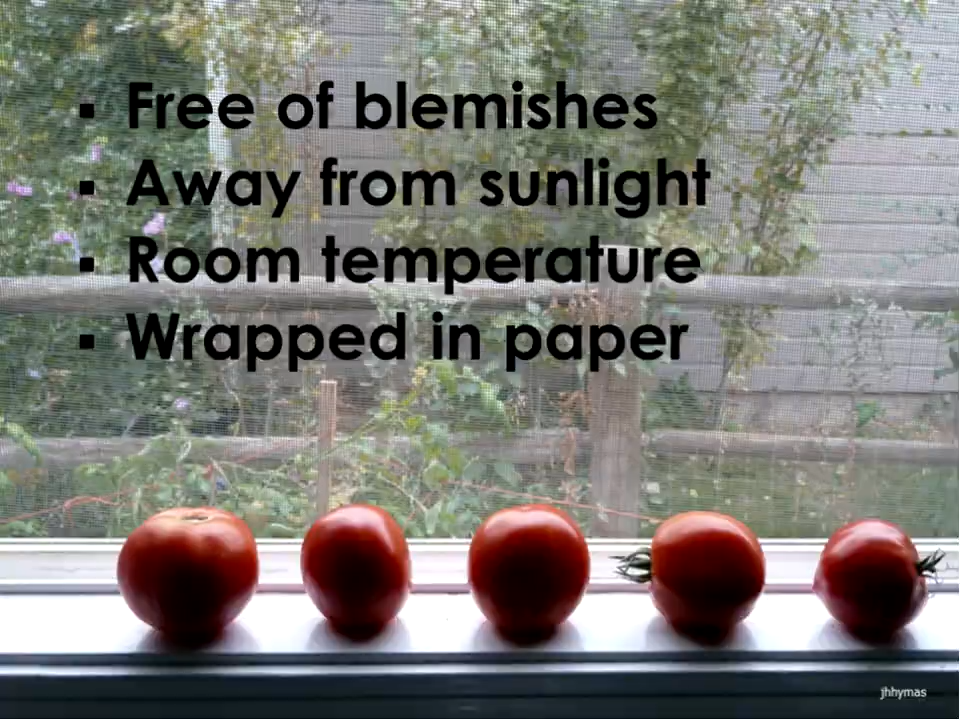 ▪ Free of blemishes
▪ Away from sunlight
▪ Room temperature
▪ Wrapped in paper
jhhymas